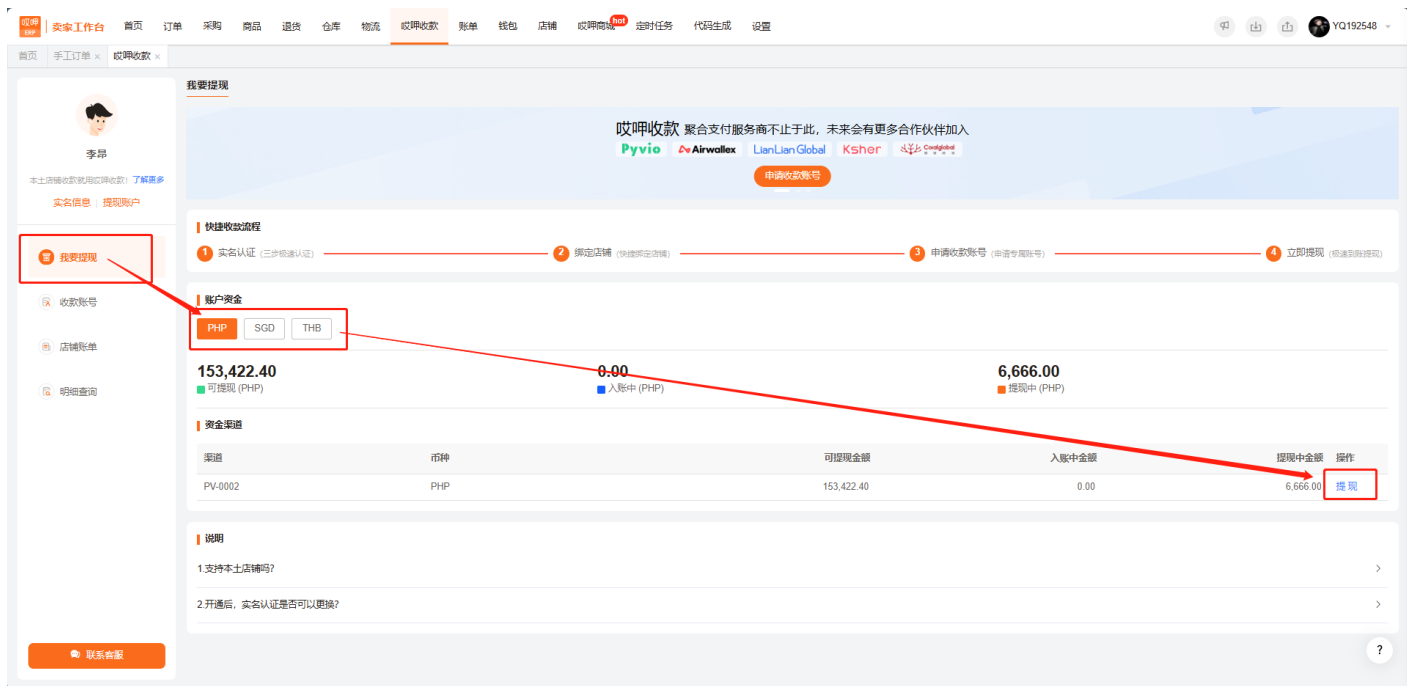 哎呷
ERP
卖家工作台 首页 订单 采购 商品 退货 仓库 物流 哎呷收款 账单 钱包 店铺 哎呷商城 hot 定时任务 代码生成 设置 YQ192548
首页 手工订单 × 哎呷收款 ×
李昂
本土店铺收款就用哎呷收款! 了解更多
实名信息 | 提现账户
我要提现
收款账号
店铺账单
明细查询
联系客服
我要提现
哎呷收款 聚合支付服务商不止于此，未来会有更多合作伙伴加入
Pyvio Airwallex LianLian Global Ksher Coralglobal
申请收款账号
快捷收款流程
1 实名认证 (三步极速认证) 2 绑定店铺 (快捷绑定店铺) 3 申请收款账号 (申请专属账号) 4 立即提现 (极速到账提现)
账户资金
PHP SGD THB
153,422.40 0.00 6,666.00
可提现 (PHP) 入账中 (PHP) 提现中 (PHP)
资金渠道
渠道 币种 可提现金额 入账中金额 提现中金额 操作
PV-0002 PHP 153,422.40 0.00 6,666.00 提现
说明
1.支持本土店铺吗?
2.开通后，实名认证是否可以更换?
?